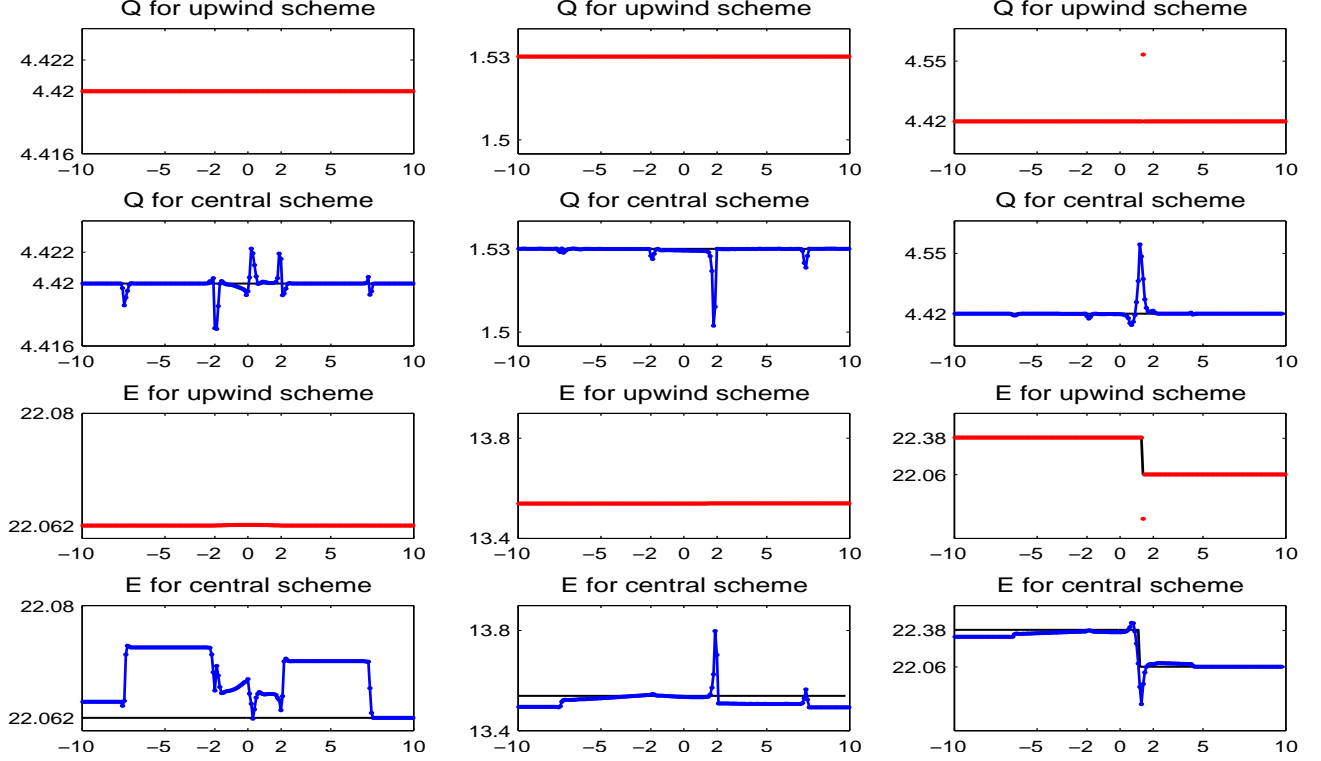 Q for upwind scheme Q for upwind scheme Q for upwind scheme
4.422 1.53 4.55
4.42 4.42
4.416 1.5
−10 −5 −2 0 2 5 10 −10 −5 −2 0 2 5 10 −10 −5 −2 0 2 5 10
Q for central scheme Q for central scheme Q for central scheme
4.422 1.53 4.55
4.42 4.42
4.416 1.5
−10 −5 −2 0 2 5 10 −10 −5 −2 0 2 5 10 −10 −5 −2 0 2 5 10
E for upwind scheme E for upwind scheme E for upwind scheme
22.08 13.8 22.38
22.06
22.062 13.4
−10 −5 −2 0 2 5 10 −10 −5 −2 0 2 5 10 −10 −5 −2 0 2 5 10
E for central scheme E for central scheme E for central scheme
22.08 13.8 22.38
22.06
22.062 13.4
−10 −5 −2 0 2 5 10 −10 −5 −2 0 2 5 10 −10 −5 −2 0 2 5 10